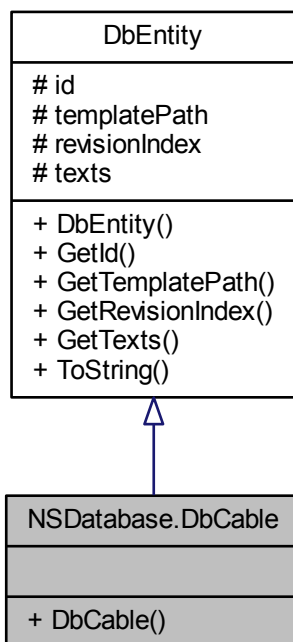 DbEntity
# id
# templatePath
# revisionIndex
# texts
+ DbEntity()
+ GetId()
+ GetTemplatePath()
+ GetRevisionIndex()
+ GetTexts()
+ ToString()
NSDatabase.DbCable
+ DbCable()